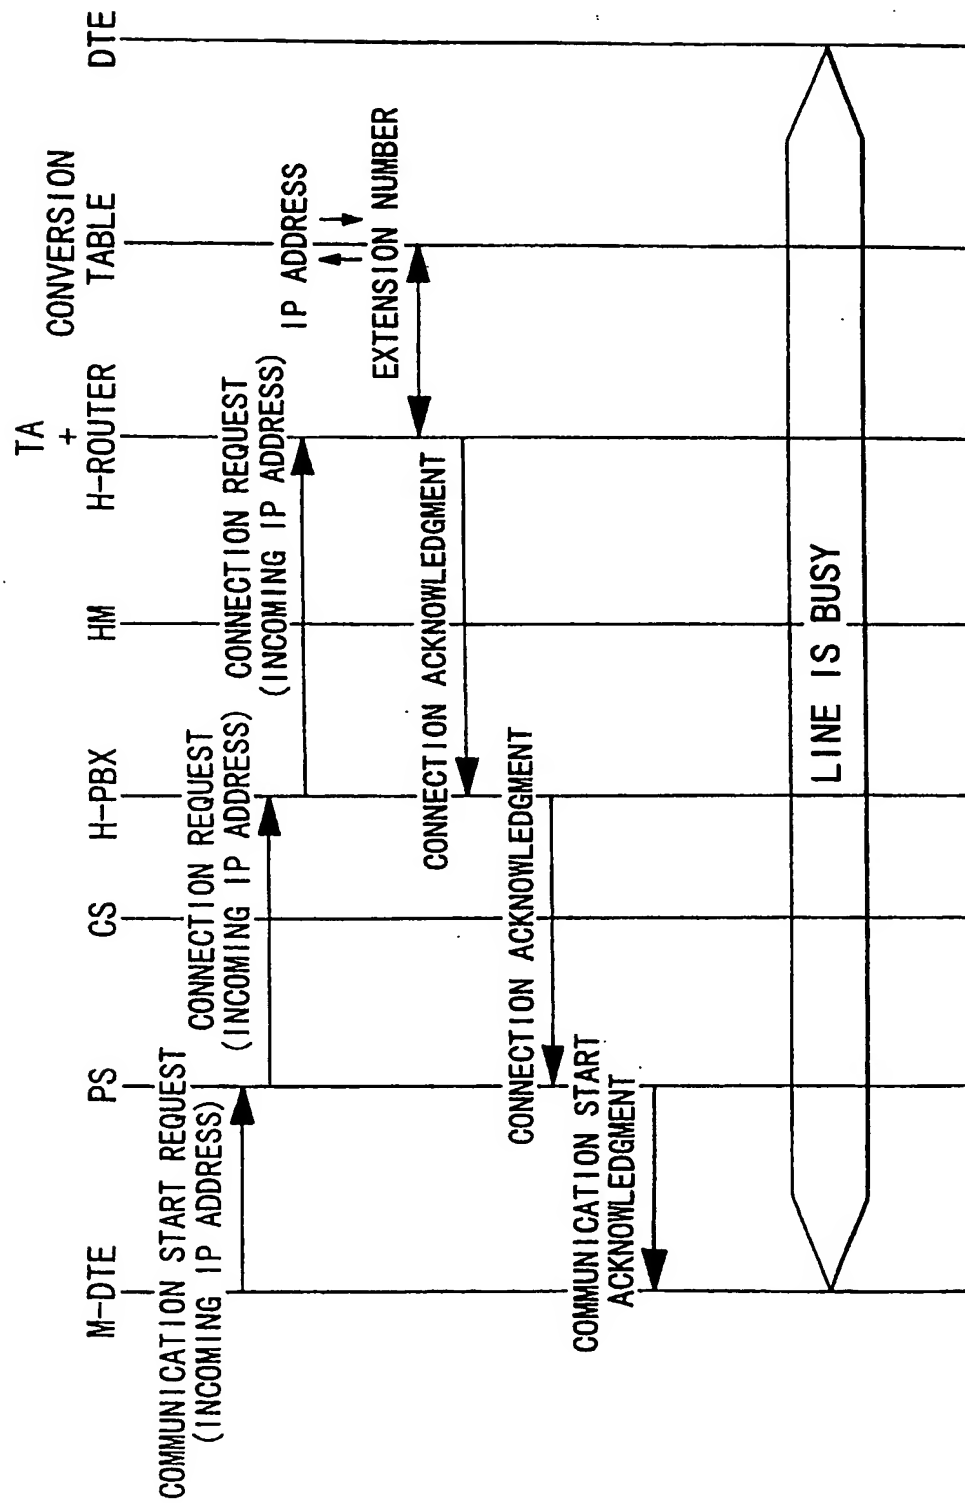 M-DTE
PS
CS
H-PBX
HM
TA
+
H-ROUTER
CONVERSION
TABLE
DTE
COMMUNICATION START REQUEST
(INCOMING IP ADDRESS)
CONNECTION REQUEST
(INCOMING IP ADDRESS)
CONNECTION REQUEST
(INCOMING IP ADDRESS)
IP ADDRESS
EXTENSION NUMBER
CONNECTION ACKNOWLEDGMENT
CONNECTION ACKNOWLEDGMENT
COMMUNICATION START
ACKNOWLEDGMENT
LINE IS BUSY